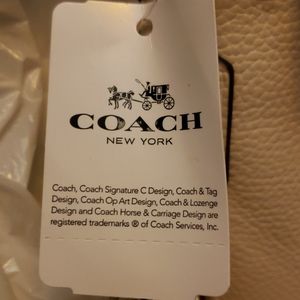 COACH
NEW YORK
Coach, Coach Signature C Design, Coach & Tag
Design, Coach Op Art Design, Coach & Lozenge
Design and Coach Horse & Carriage Design are
registered trademarks ® of Coach Services, Inc.